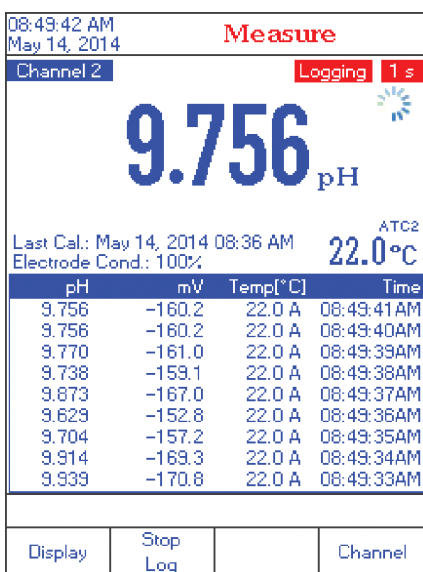 08:49:42 AM
May 14, 2014
Measure
Channel 2
Logging 1 s
9.756 pH
ATC2
22.0°C
Last Cal.: May 14, 2014 08:36 AM
Electrode Cond.: 100%
pH mV Temp[°C] Time
9.756 -160.2 22.0 A 08:49:41AM
9.756 -160.2 22.0 A 08:49:40AM
9.770 -161.0 22.0 A 08:49:39AM
9.738 -159.1 22.0 A 08:49:38AM
9.873 -167.0 22.0 A 08:49:37AM
9.629 -152.8 22.0 A 08:49:36AM
9.704 -157.2 22.0 A 08:49:35AM
9.914 -169.3 22.0 A 08:49:34AM
9.939 -170.8 22.0 A 08:49:33AM
Display
Stop
Log
Channel